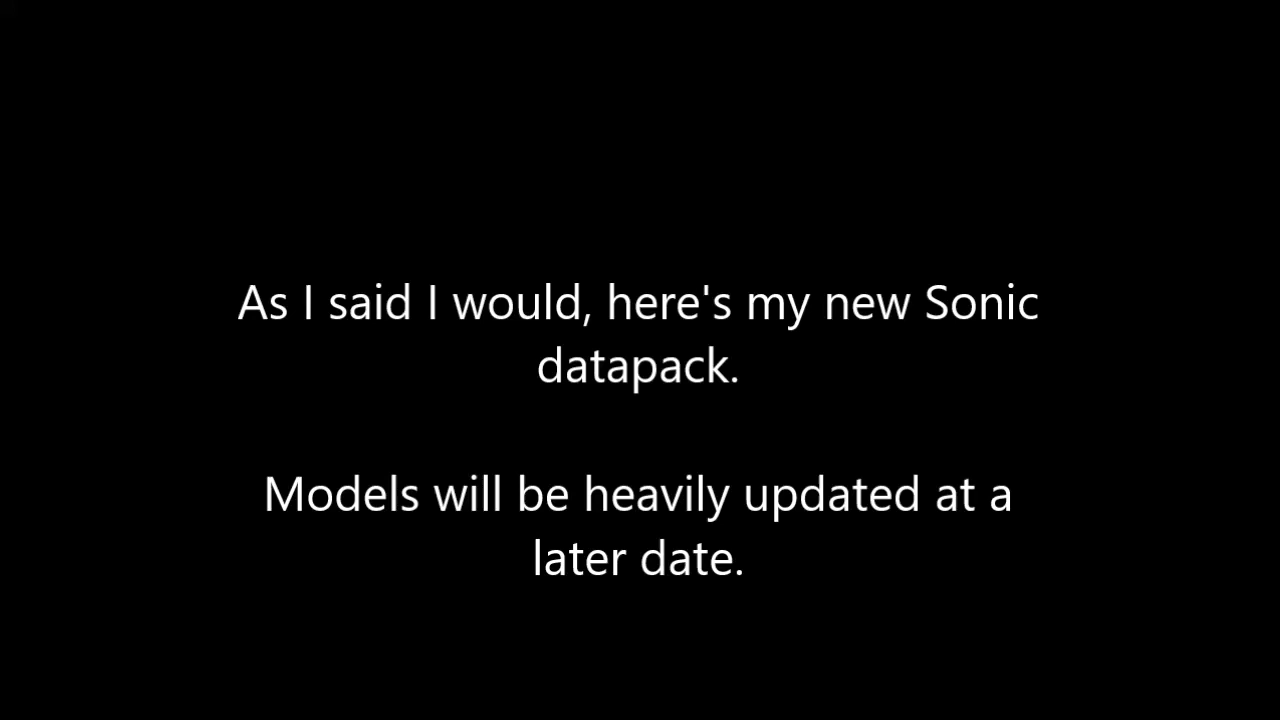 As I said I would, here's my new Sonic
datapack.
Models will be heavily updated at a
later date.